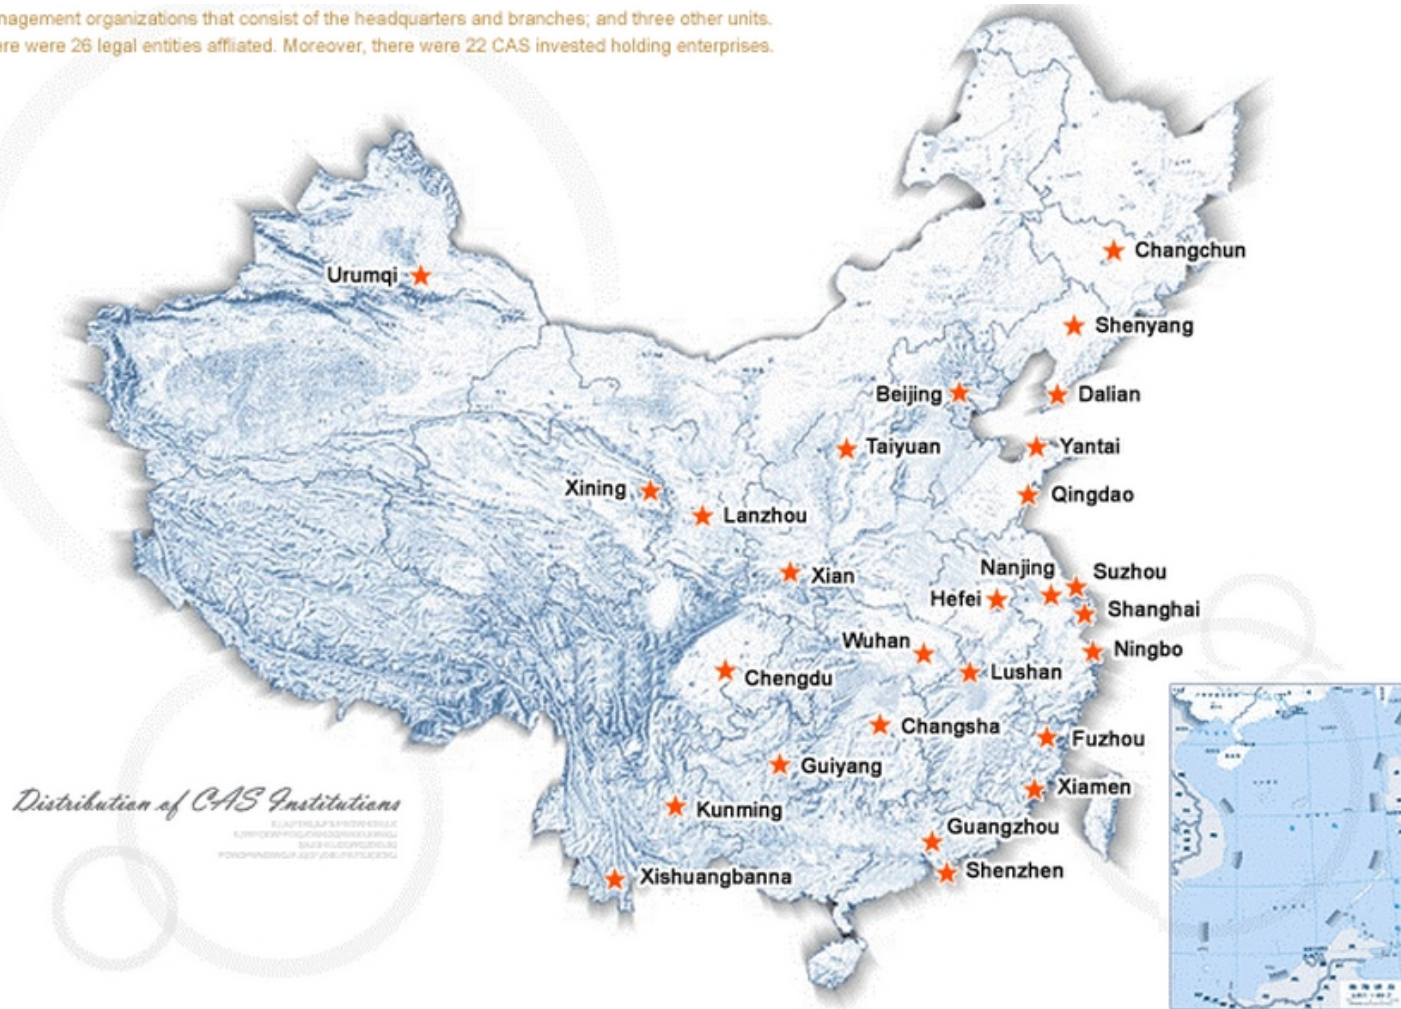 nagement organizations that consist of the headquarters and branches; and three other units.
ere were 26 legal entities affliated. Moreover, there were 22 CAS invested holding enterprises.
Changchun
Urumqi
Shenyang
Beijing
Dalian
Taiyuan
Yantai
Xining
Qingdao
Lanzhou
Nanjing
Suzhou
Xian
Hefei
Shanghai
Wuhan
Ningbo
Lushan
Chengdu
Changsha
Fuzhou
Guiyang
Xiamen
Distribution of CAS Institutions
Kunming
Guangzhou
Shenzhen
Xishuangbanna